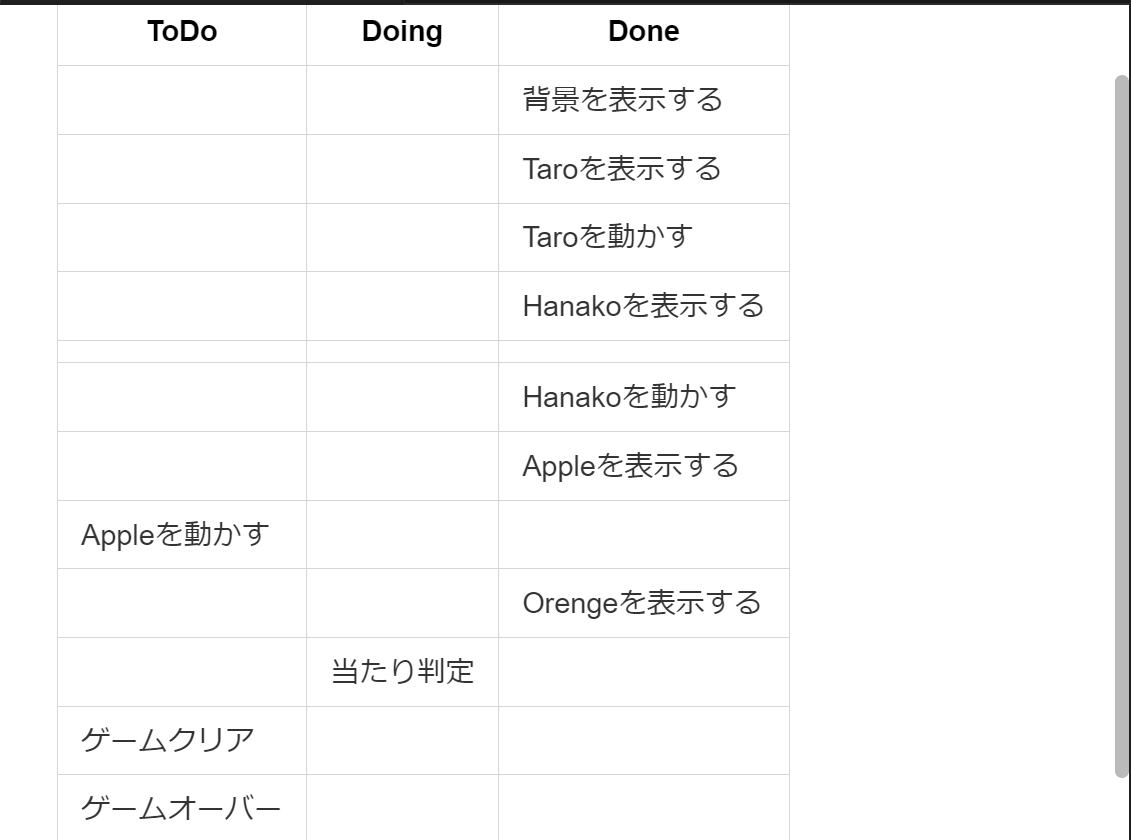 ToDo Doing Done
背景を表示する
Taroを表示する
Taroを動かす
Hanakoを表示する
Hanakoを動かす
Appleを表示する
Appleを動かす
Orengeを表示する
当たり判定
ゲームクリア
ゲームオーバー